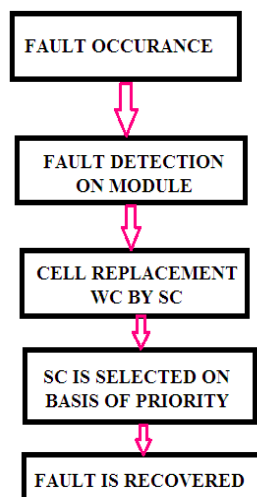 FAULT OCCURANCE
FAULT DETECTION
ON MODULE
CELL REPLACEMENT
WC BY SC
SC IS SELECTED ON
BASIS OF PRIORITY
FAULT IS RECOVERED